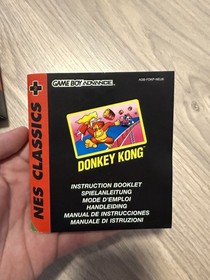 GAME BOY ADVANCE
NES CLASSICS
DONKEY KONG
INSTRUCTION BOOKLET
SPIELANLEITUNG
MODE D'EMPLOI
HANDLEIDING
MANUAL DE INSTRUCCIONES
MANUALE DI ISTRUZIONI